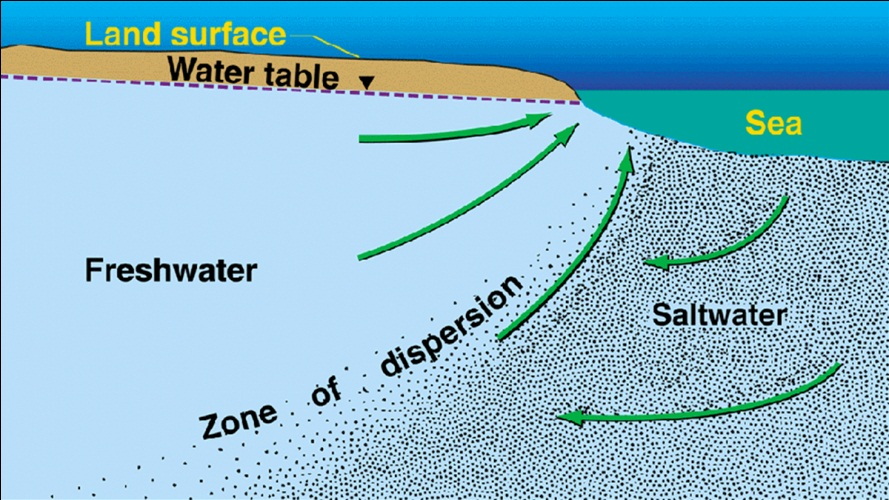 Land surface
Water table
Sea
Freshwater
Saltwater
Zone of dispersion